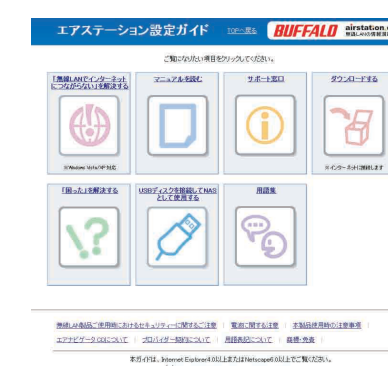 エアステーション設定ガイド TOPへ戻る BUFFALO airstation.
ご覧になりたい項目をクリックしてください。
「無線LANでインターネット
につながらない」を解決する
マニュアルを読む
サポート窓口
ダウンロードする
※Windows Vista/XP対応
※インターネットに接続します
「困った」を解決する
USBディスクを接続してNAS
として使用する
用語集
無線LAN製品ご使用時におけるセキュリティーに関するご注意 | 電波に関する注意 | 本製品使用時の注意事項 |
エアナビゲータCDについて | プロバイダー契約について | 用語表記について | 商標・免責 |
本ガイドは、Internet Explorer4.0以上またはNetscape6.0以上でご覧ください。